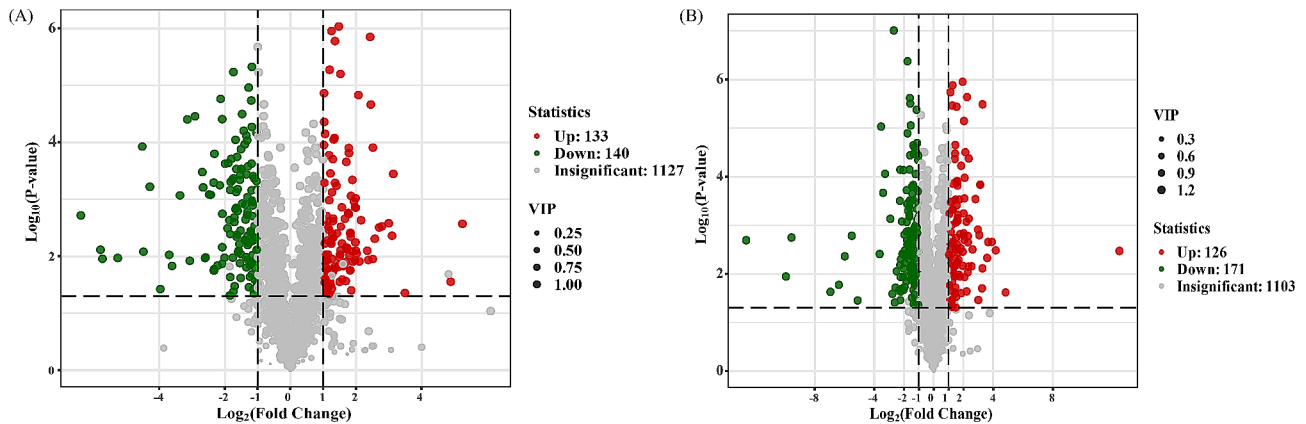 (A)
6
4
2
0
Log10(P-value)
-4
-2
-1
0
1
2
4
Log2(Fold Change)
Statistics
Up: 133
Down: 140
Insignificant: 1127
VIP
0.25
0.50
0.75
1.00
(B)
6
4
2
0
Log10(P-value)
-8
-4
-2
-1
0
1
2
4
8
Log2(Fold Change)
VIP
0.3
0.6
0.9
1.2
Statistics
Up: 126
Down: 171
Insignificant: 1103